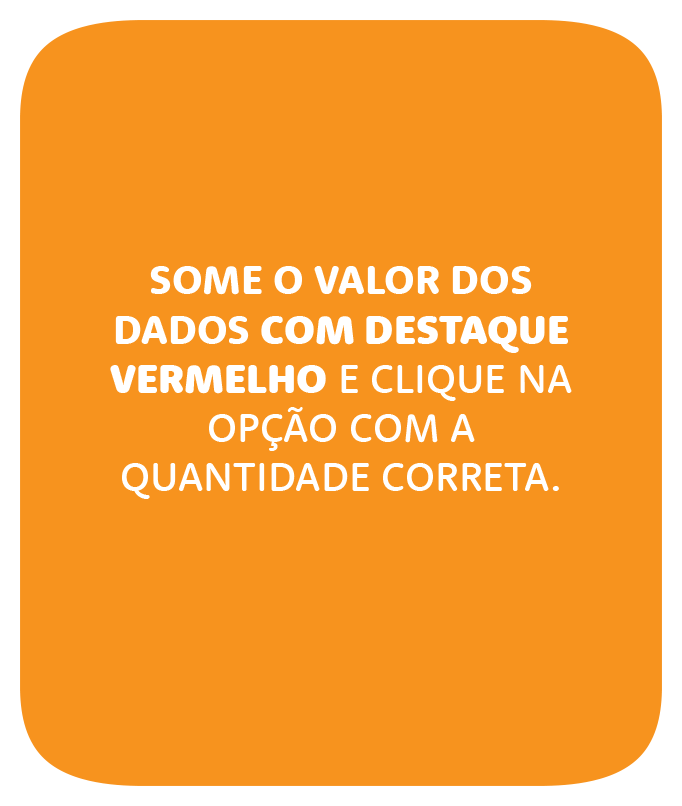 SOME O VALOR DOS
DADOS COM DESTAQUE
VERMELHO E CLIQUE NA
OPÇÃO COM A
QUANTIDADE CORRETA.